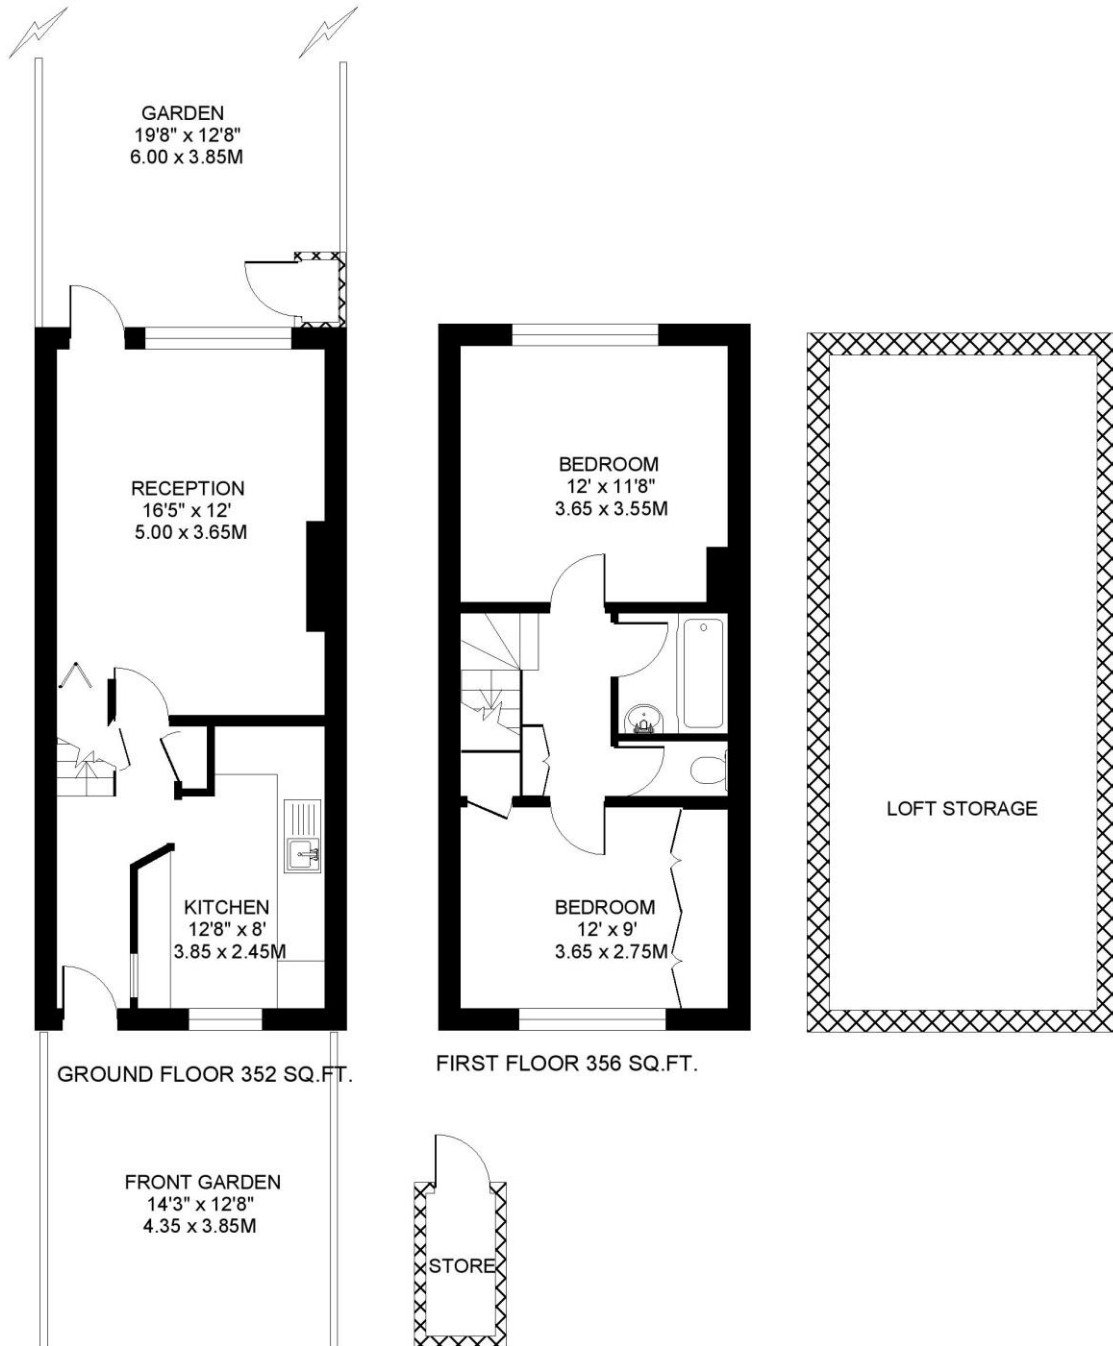 GARDEN
19'8" x 12'8"
6.00 x 3.85M
RECEPTION
16'5" x 12'
5.00 x 3.65M
KITCHEN
12'8" x 8'
3.85 x 2.45M
GROUND FLOOR 352 SQ.FT.
FRONT GARDEN
14'3" x 12'8"
4.35 x 3.85M
BEDROOM
12' x 11'8"
3.65 x 3.55M
BEDROOM
12' x 9'
3.65 x 2.75M
FIRST FLOOR 356 SQ.FT.
STORE
LOFT STORAGE